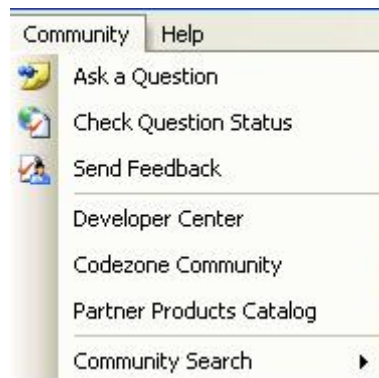 Community Help
Ask a Question
Check Question Status
Send Feedback
Developer Center
Codezone Community
Partner Products Catalog
Community Search